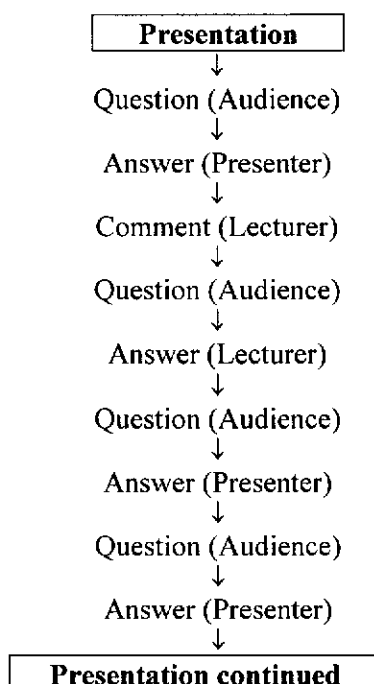 Presentation
↓
Question (Audience)
↓
Answer (Presenter)
↓
Comment (Lecturer)
↓
Question (Audience)
↓
Answer (Lecturer)
↓
Question (Audience)
↓
Answer (Presenter)
↓
Question (Audience)
↓
Answer (Presenter)
↓
Presentation continued